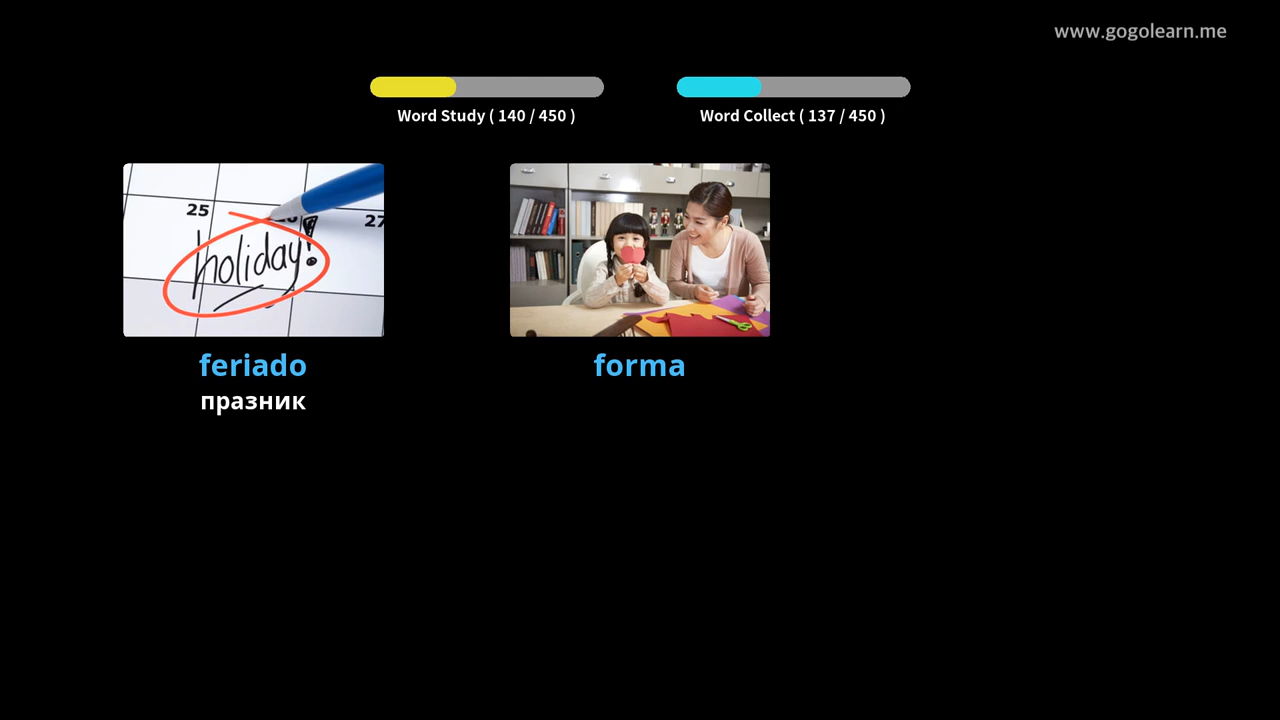 www.gogolearn.me
Word Study ( 140 / 450 )
Word Collect ( 137 / 450 )
25
27
holiday!
feriado
forma
празник